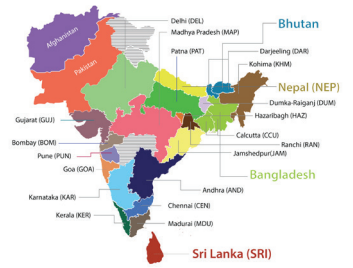 Delhi (DEL)
Bhutan
Madhya Pradesh (MAP)
Afghanistan
Patna (PAT)
Darjeeling (DAR)
Kohima (KHM)
Pakistan
Nepal (NEP)
Dumka-Raiganj (DUM)
Gujarat (GUJ)
Hazaribagh (HAZ)
Calcutta (CCU)
Bombay (BOM)
Ranchi (RAN)
Pune (PUN)
Jamshedpur(JAM)
Goa (GOA)
Bangladesh
Andhra (AND)
Karnataka (KAR)
Chennai (CEN)
Kerala (KER)
Madurai (MDU)
Sri Lanka (SRI)